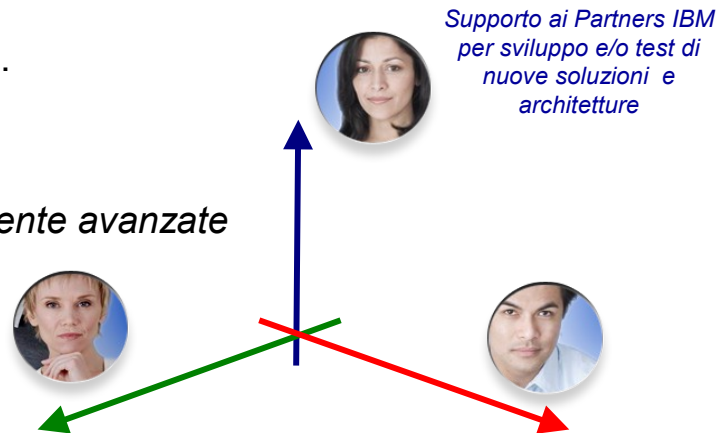 Supporto ai Partners IBM
per sviluppo e/o test di
nuove soluzioni e
architetture
.
ente avanzate